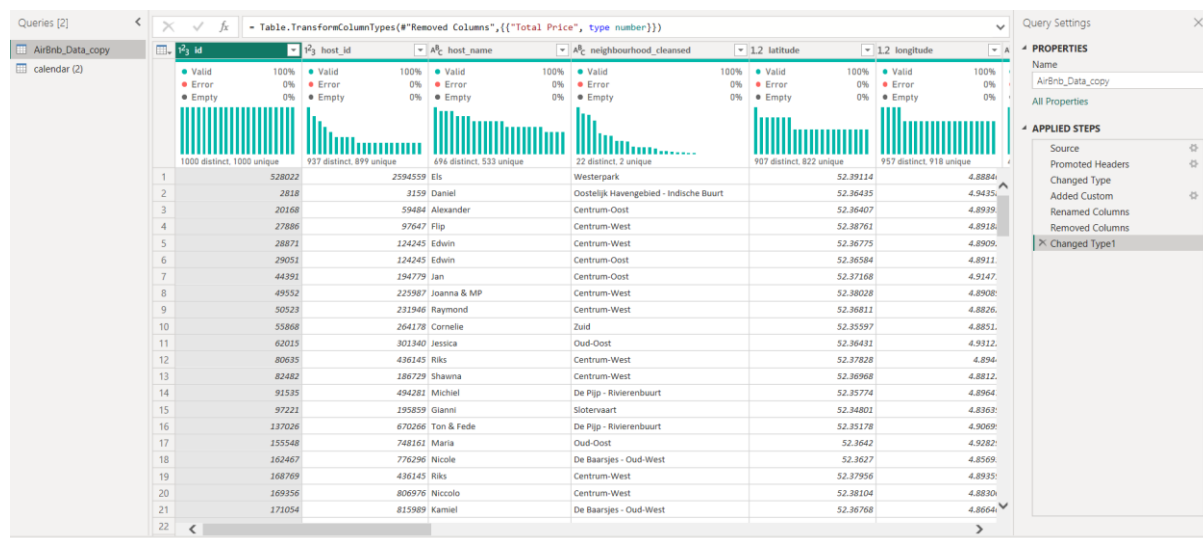 Queries [2]
AirBnb_Data_copy
calendar (2)
= Table.TransformColumnTypes(#"Removed Columns",{{"Total Price", type number}})
id host_id host_name neighbourhood_cleansed 1.2 latitude 1.2 longitude
Valid 100% Valid 100% Valid 100% Valid 100% Valid 100% Valid 100%
Error 0% Error 0% Error 0% Error 0% Error 0% Error 0%
Empty 0% Empty 0% Empty 0% Empty 0% Empty 0% Empty 0%
1000 distinct, 1000 unique 937 distinct, 899 unique 696 distinct, 533 unique 22 distinct, 2 unique 907 distinct, 822 unique 957 distinct, 918 unique
1 528022 2594559 Els Westerpark 52.39114
2 2818 3159 Daniel Oostelijk Havengebied - Indische Buurt 52.36435
3 20168 59484 Alexander Centrum-Oost 52.36407
4 27886 97647 Flip Centrum-West 52.38761
5 28871 124245 Edwin Centrum-West 52.36775
6 29051 124245 Edwin Centrum-Oost 52.36584
7 44391 194779 Jan Centrum-Oost 52.37168
8 49552 225987 Joanna & MP Centrum-West 52.38028
9 50523 231946 Raymond Centrum-West 52.36811
10 55868 264178 Cornelie Zuid 52.35597
11 62015 301340 Jessica Oud-Oost 52.36431
12 80635 436145 Riks Centrum-West 52.37828
13 82482 186729 Shawna Centrum-West 52.36968
14 91535 494281 Michiel De Pijp - Rivierenbuurt 52.35774
15 97221 195859 Gianni Slotervaart 52.34801
16 137026 670266 Ton & Fede De Pijp - Rivierenbuurt 52.35178
17 155548 748161 Maria Oud-Oost 52.3642
18 162467 776296 Nicole De Baarsjes - Oud-West 52.3627
19 168769 436145 Riks Centrum-West 52.37956
20 169356 806976 Niccolo Centrum-West 52.38104
21 171054 815989 Kamiel De Baarsjes - Oud-West 52.36768
22
Query Settings
PROPERTIES
Name
AirBnb_Data_copy
All Properties
APPLIED STEPS
Source
Promoted Headers
Changed Type
Added Custom
Renamed Columns
Removed Columns
Changed Type1